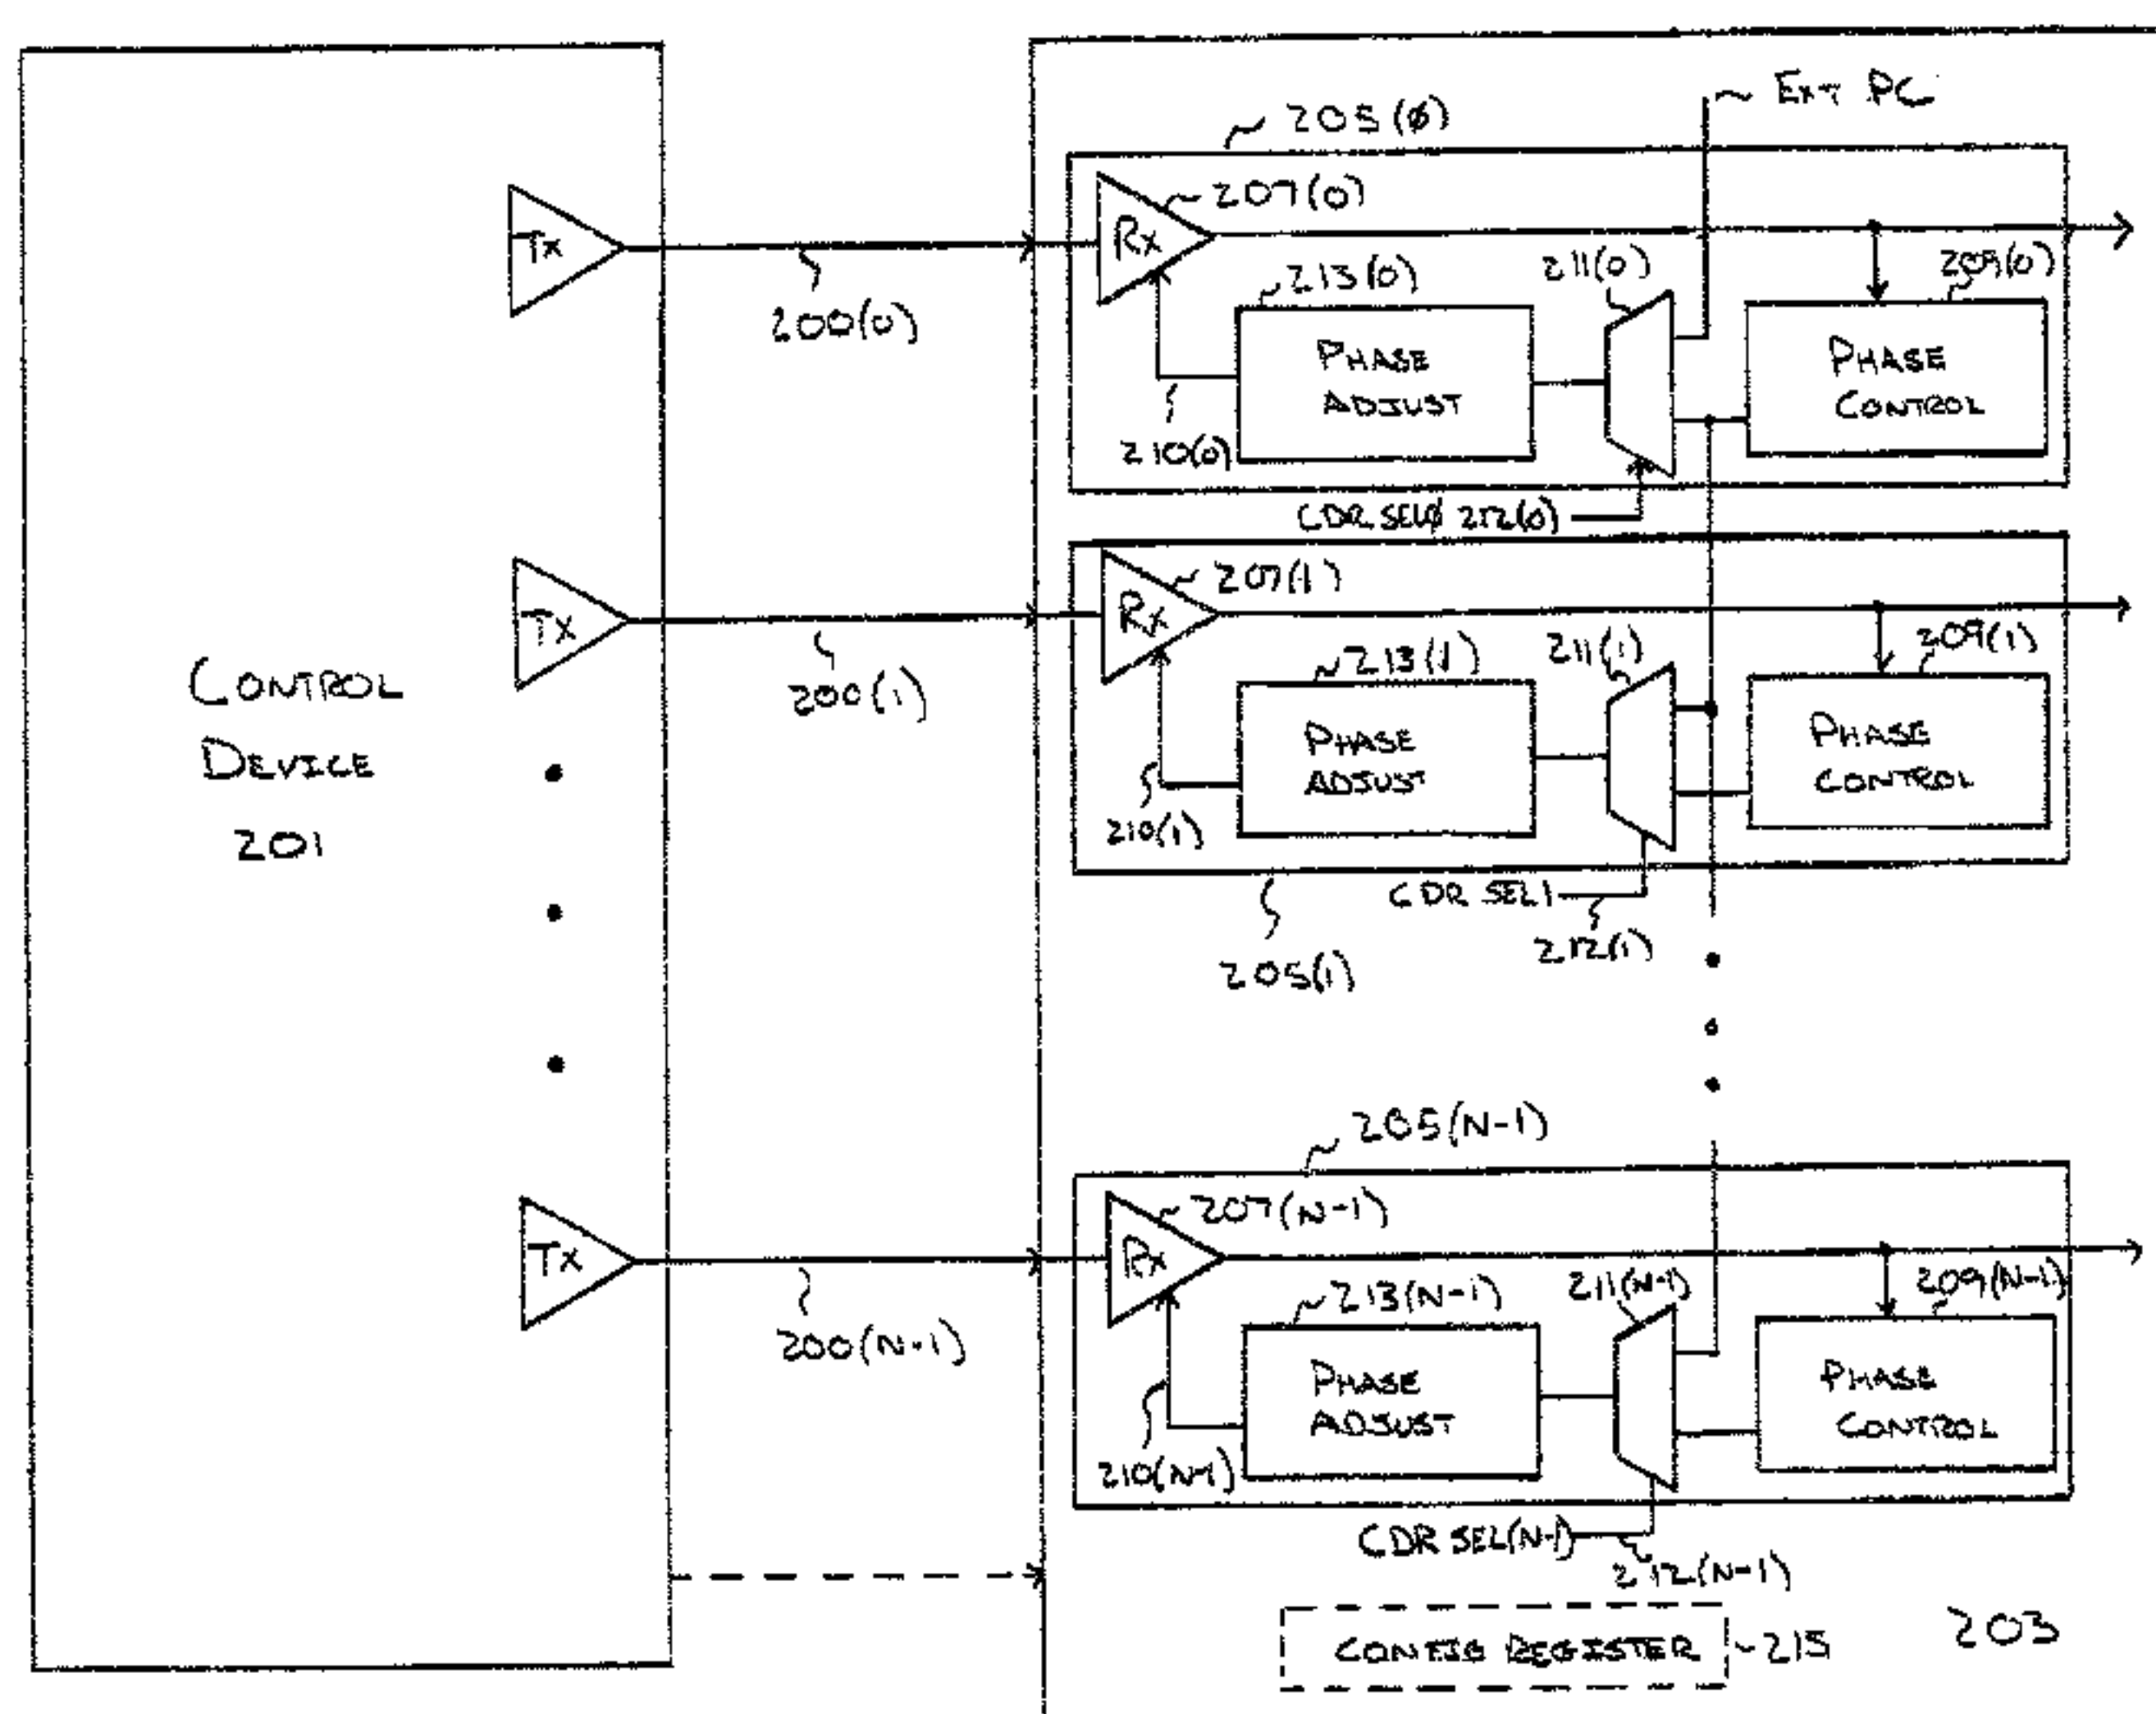 EXT PC
205(ø)
207(0)
Tx
Rx
211(0)
209(0)
213(0)
200(0)
PHASE
ADJUST
PHASE
CONTROL
210(0)
CDR SELø 212(0)
207(1)
Tx
Rx
211(1)
209(1)
213(1)
CONTROL
DEVICE
201
200(1)
PHASE
ADJUST
PHASE
CONTROL
210(1)
CDR SEL1
212(1)
205(1)
205(N-1)
207(N-1)
Tx
Rx
211(N-1)
209(N-1)
213(N-1)
200(N-1)
PHASE
ADJUST
PHASE
CONTROL
210(N-1)
CDR SEL(N-1)
212(N-1)
CONFIG REGISTER
215
203